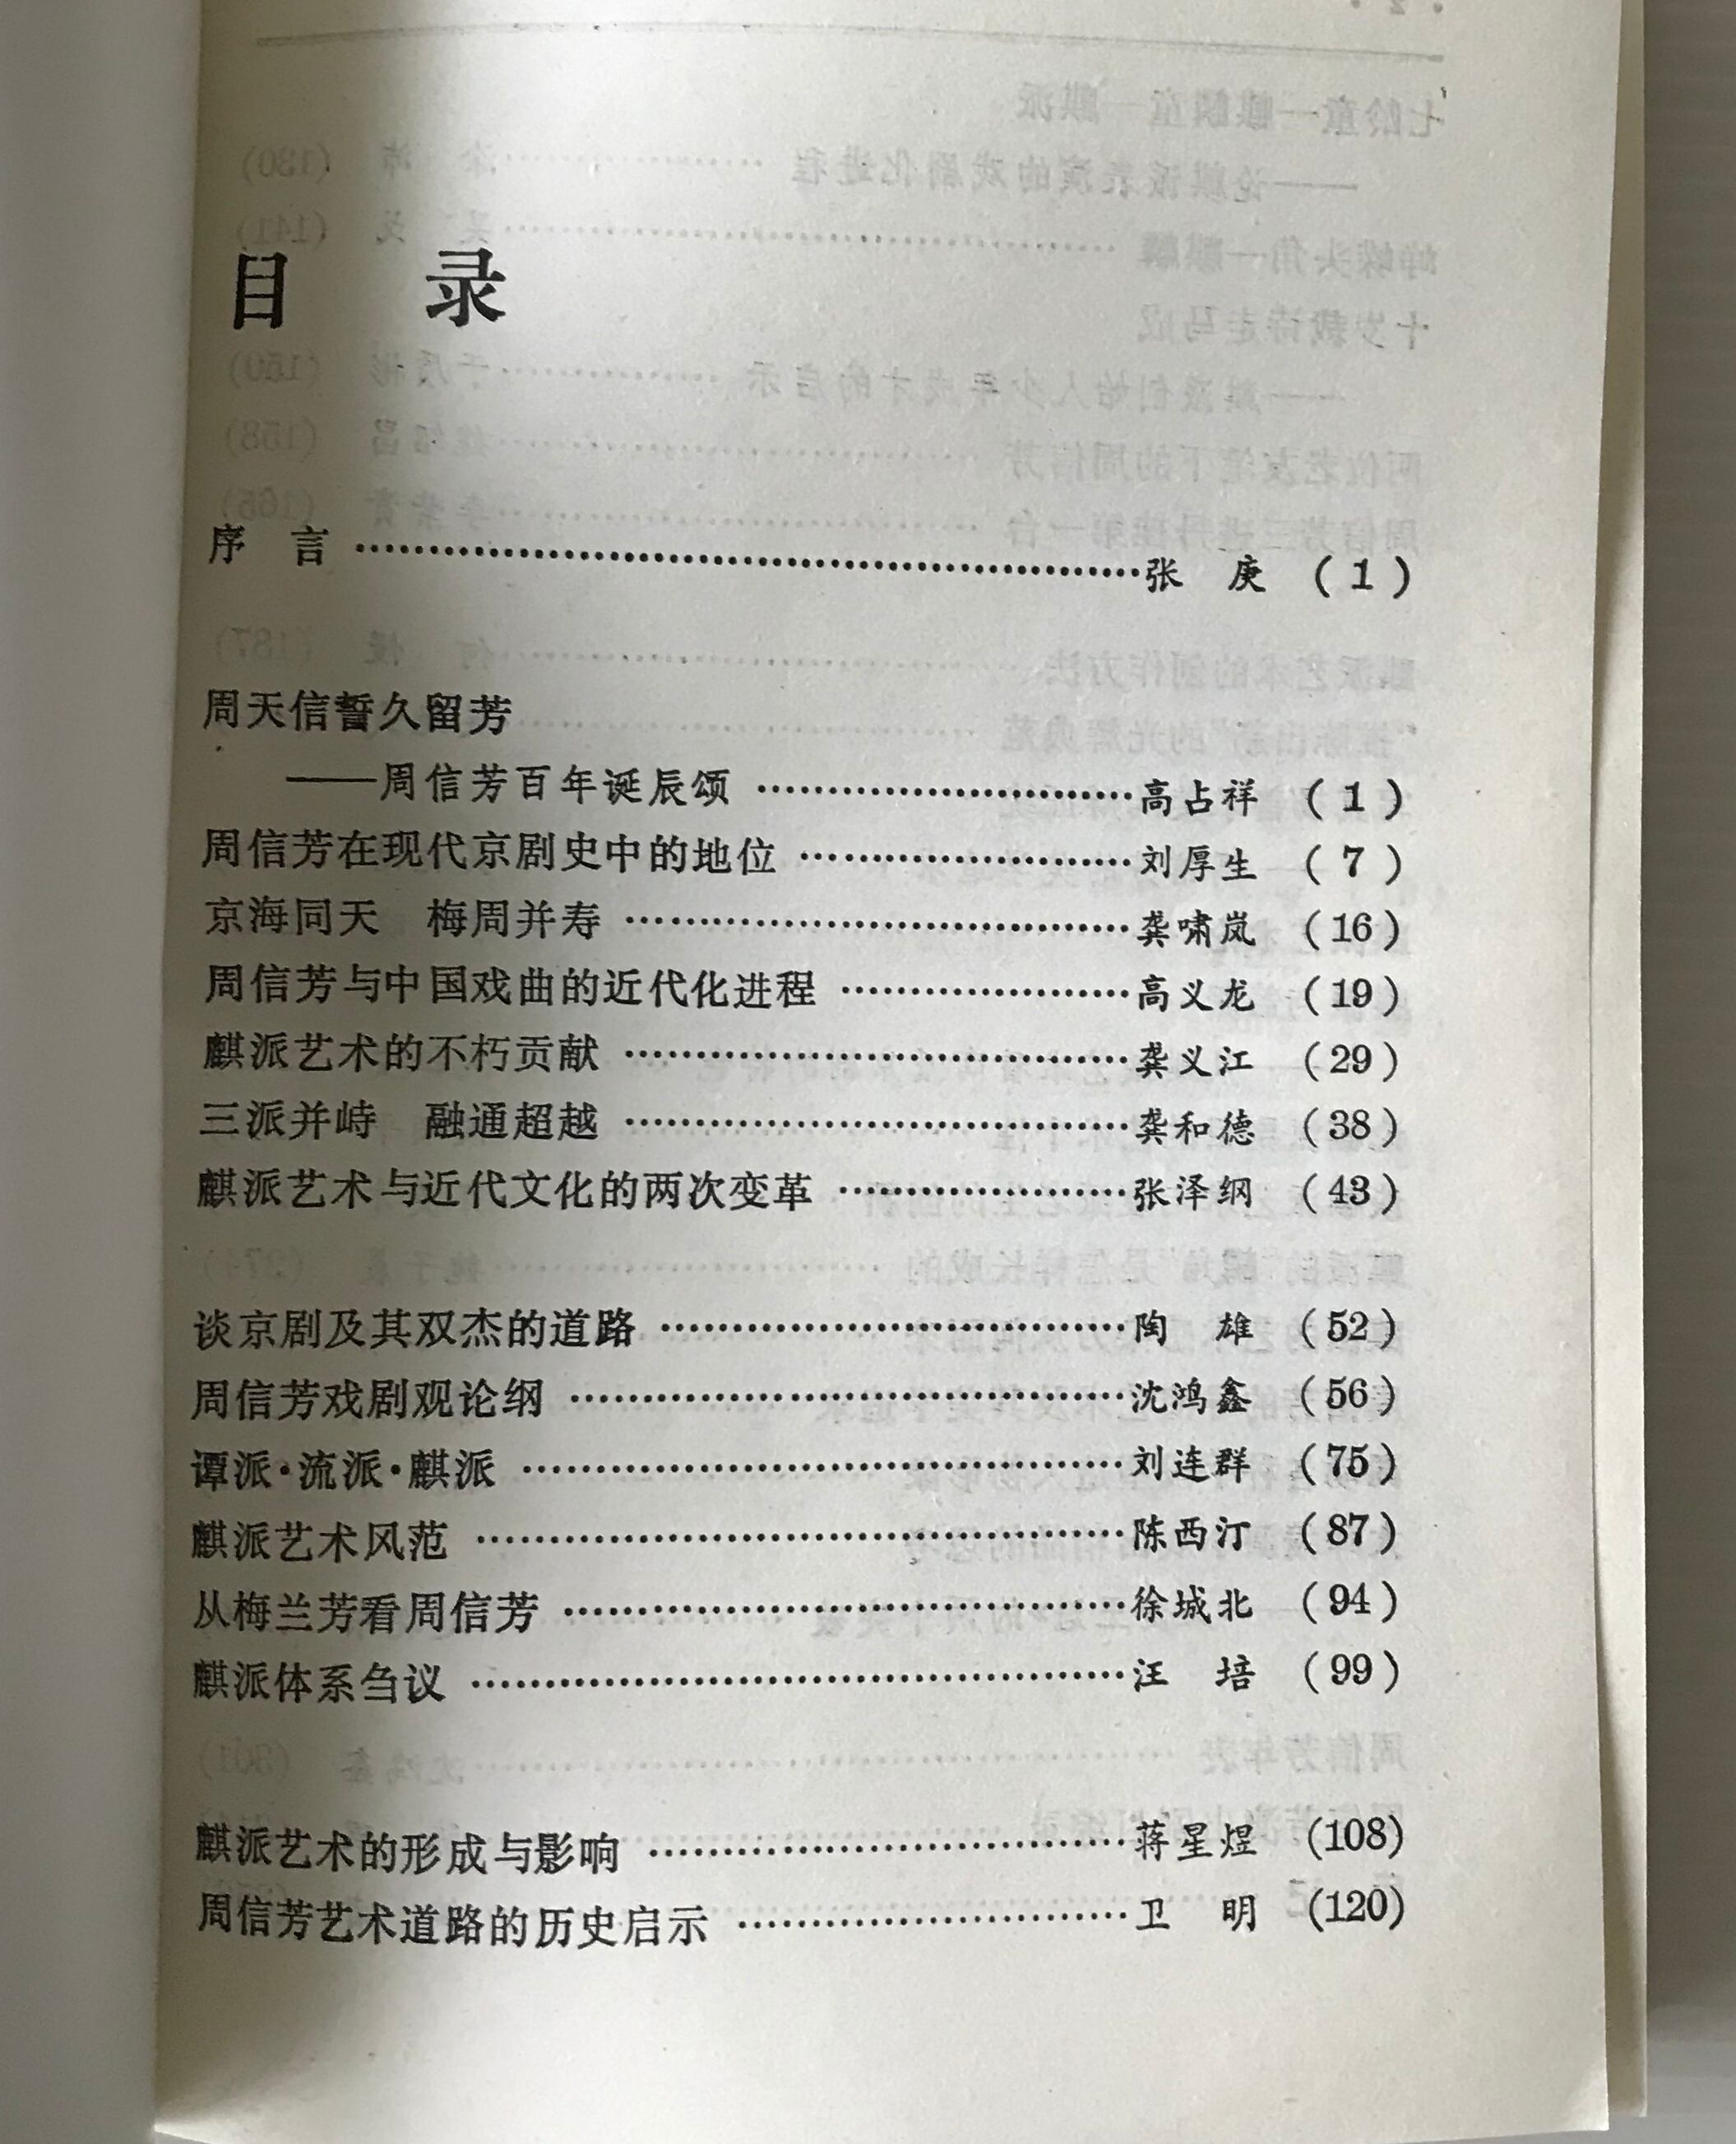 目　录
序　言………………………………………………张　庚　(1)
周天信誓久留芳
——周信芳百年诞辰颂………………………高占祥　(1)
周信芳在现代京剧史中的地位……………………刘厚生　(7)
京海同天　梅周并寿………………………………龚啸岚　(16)
周信芳与中国戏曲的近代化进程…………………高义龙　(19)
麒派艺术的不朽贡献………………………………龚义江　(29)
三派并峙　融通超越………………………………龚和德　(38)
麒派艺术与近代文化的两次变革…………………张泽纲　(43)
谈京剧及其双杰的道路……………………………陶　雄　(52)
周信芳戏剧观论纲…………………………………沈鸿鑫　(56)
谭派·流派·麒派…………………………………刘连群　(75)
麒派艺术风范………………………………………陈西汀　(87)
从梅兰芳看周信芳…………………………………徐城北　(94)
麒派体系刍议………………………………………汪　培　(99)
麒派艺术的形成与影响……………………………蒋星煜　(108)
周信芳艺术道路的历史启示………………………卫　明　(120)